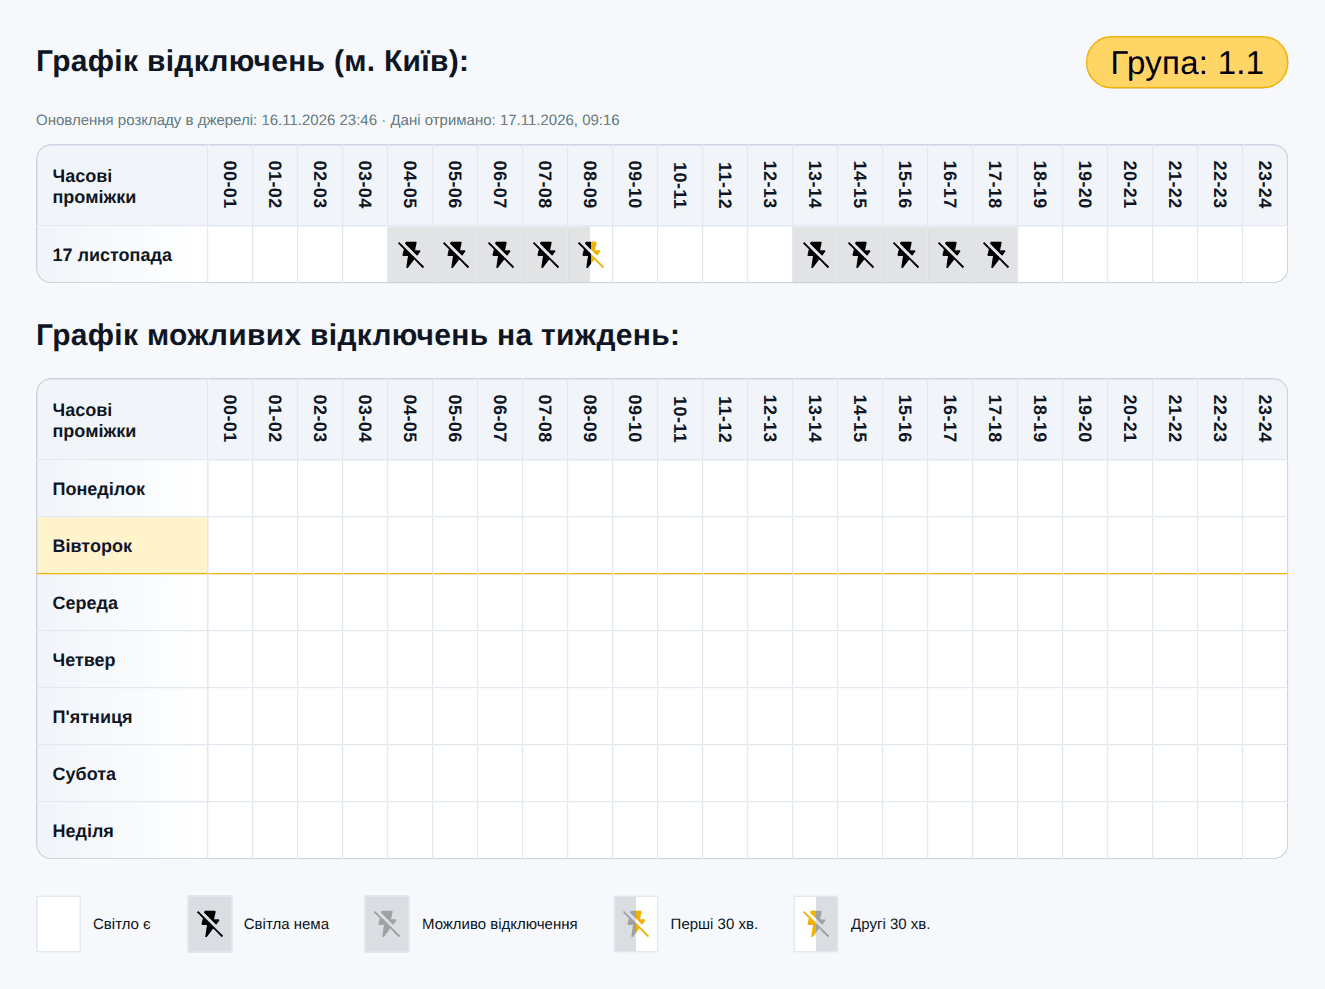 Графік відключень (м. Київ):
Група: 1.1
Оновлення розкладу в джерелі: 16.11.2026 23:46 · Дані отримано: 17.11.2026, 09:16
Часові
проміжки
00-01 01-02 02-03 03-04 04-05 05-06 06-07 07-08 08-09 09-10 10-11 11-12 12-13 13-14 14-15 15-16 16-17 17-18 18-19 19-20 20-21 21-22 22-23 23-24
17 листопада
Графік можливих відключень на тиждень:
Часові
проміжки
00-01 01-02 02-03 03-04 04-05 05-06 06-07 07-08 08-09 09-10 10-11 11-12 12-13 13-14 14-15 15-16 16-17 17-18 18-19 19-20 20-21 21-22 22-23 23-24
Понеділок
Вівторок
Середа
Четвер
П'ятниця
Субота
Неділя
Світло є Світла нема Можливо відключення Перші 30 хв. Другі 30 хв.